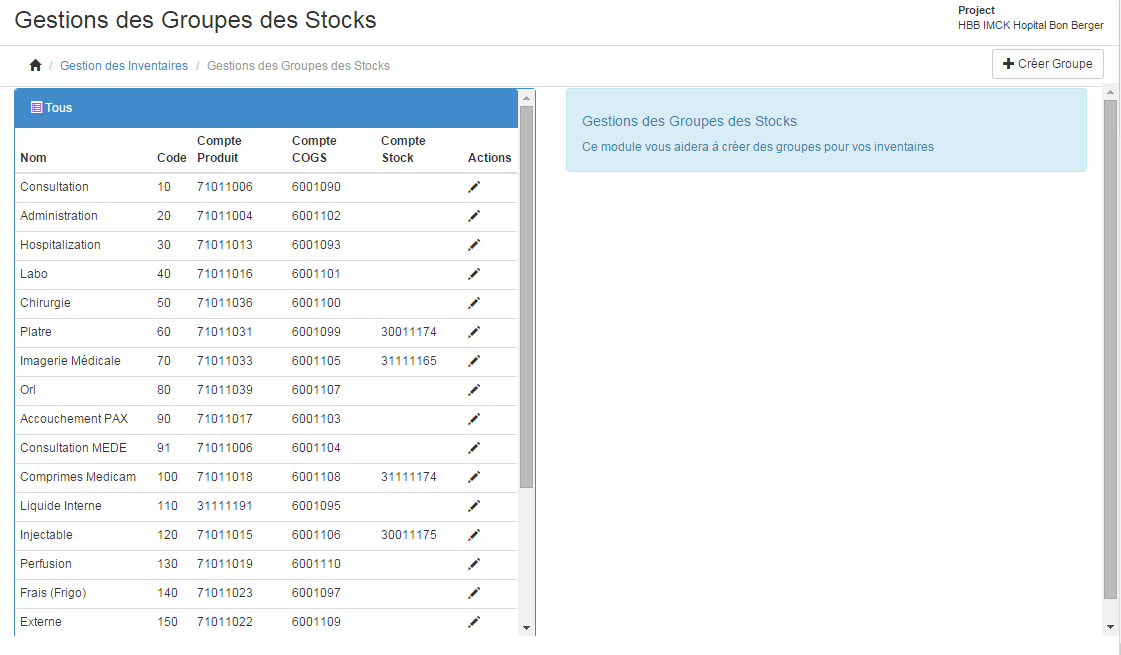 Gestions des Groupes des Stocks
Project
HBB IMCK Hopital Bon Berger
/ Gestion des Inventaires / Gestions des Groupes des Stocks
Créer Groupe
Tous
Nom Code Compte Produit Compte COGS Compte Stock Actions
Consultation 10 71011006 6001090
Administration 20 71011004 6001102
Hospitalization 30 71011013 6001093
Labo 40 71011016 6001101
Chirurgie 50 71011036 6001100
Platre 60 71011031 6001099 30011174
Imagerie Médicale 70 71011033 6001105 31111165
Orl 80 71011039 6001107
Accouchement PAX 90 71011017 6001103
Consultation MEDE 91 71011006 6001104
Comprimes Medicam 100 71011018 6001108 31111174
Liquide Interne 110 31111191 6001095
Injectable 120 71011015 6001106 30011175
Perfusion 130 71011019 6001110
Frais (Frigo) 140 71011023 6001097
Externe 150 71011022 6001109
Gestions des Groupes des Stocks
Ce module vous aidera à créer des groupes pour vos inventaires